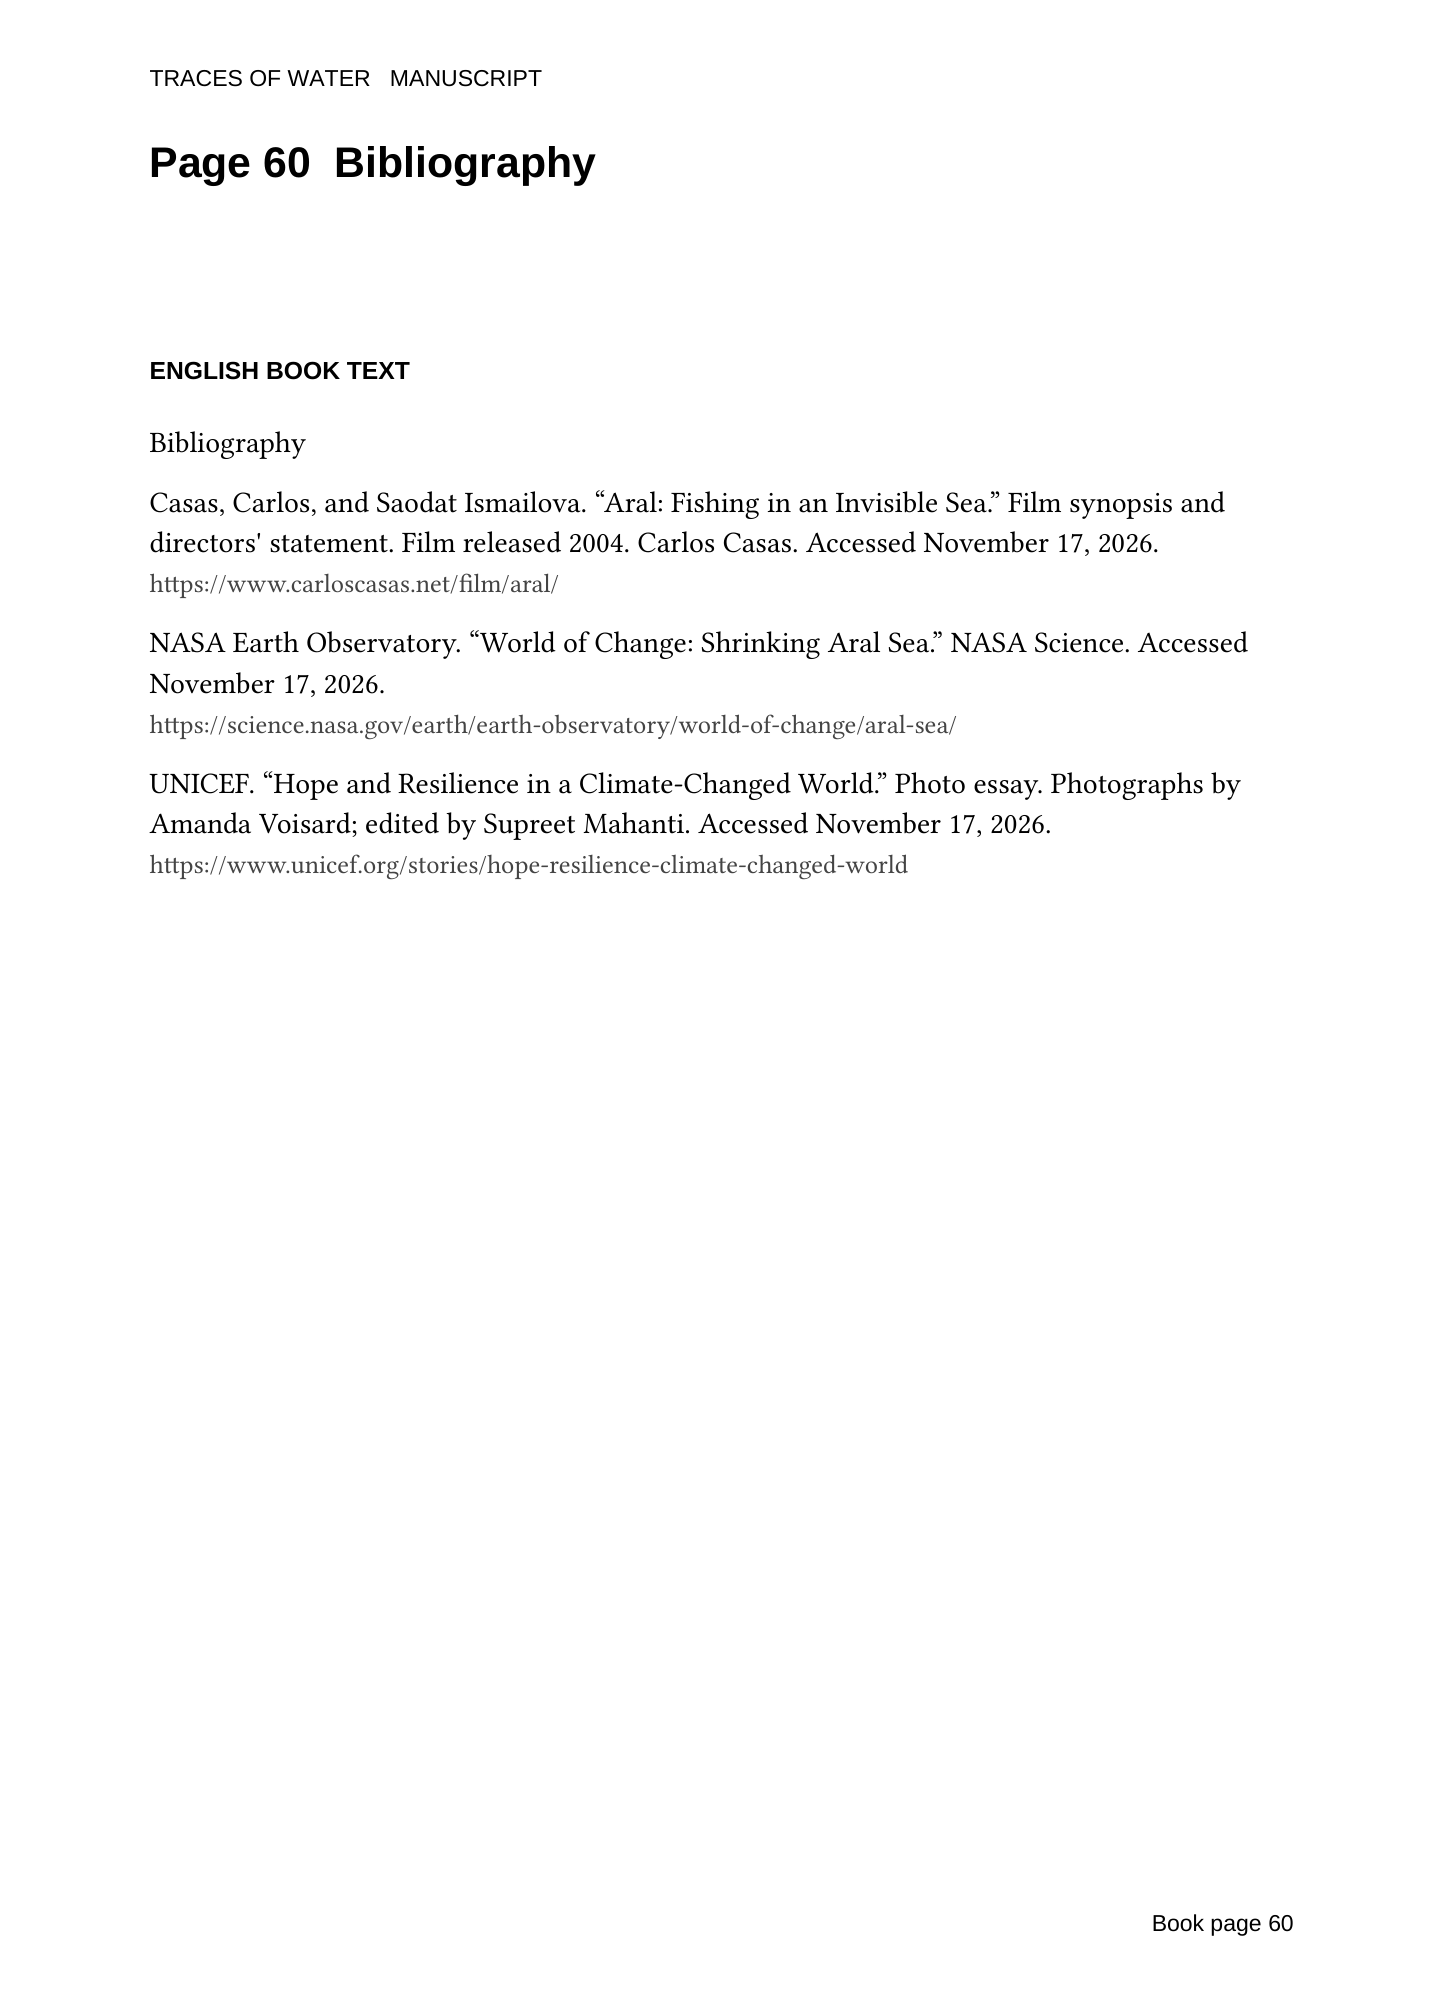 TRACES OF WATER   MANUSCRIPT
Page 60  Bibliography
ENGLISH BOOK TEXT
Bibliography
Casas, Carlos, and Saodat Ismailova. “Aral: Fishing in an Invisible Sea.” Film synopsis and
directors' statement. Film released 2004. Carlos Casas. Accessed November 17, 2026.
https://www.carloscasas.net/film/aral/
NASA Earth Observatory. “World of Change: Shrinking Aral Sea.” NASA Science. Accessed
November 17, 2026.
https://science.nasa.gov/earth/earth-observatory/world-of-change/aral-sea/
UNICEF. “Hope and Resilience in a Climate-Changed World.” Photo essay. Photographs by
Amanda Voisard; edited by Supreet Mahanti. Accessed November 17, 2026.
https://www.unicef.org/stories/hope-resilience-climate-changed-world
Book page 60